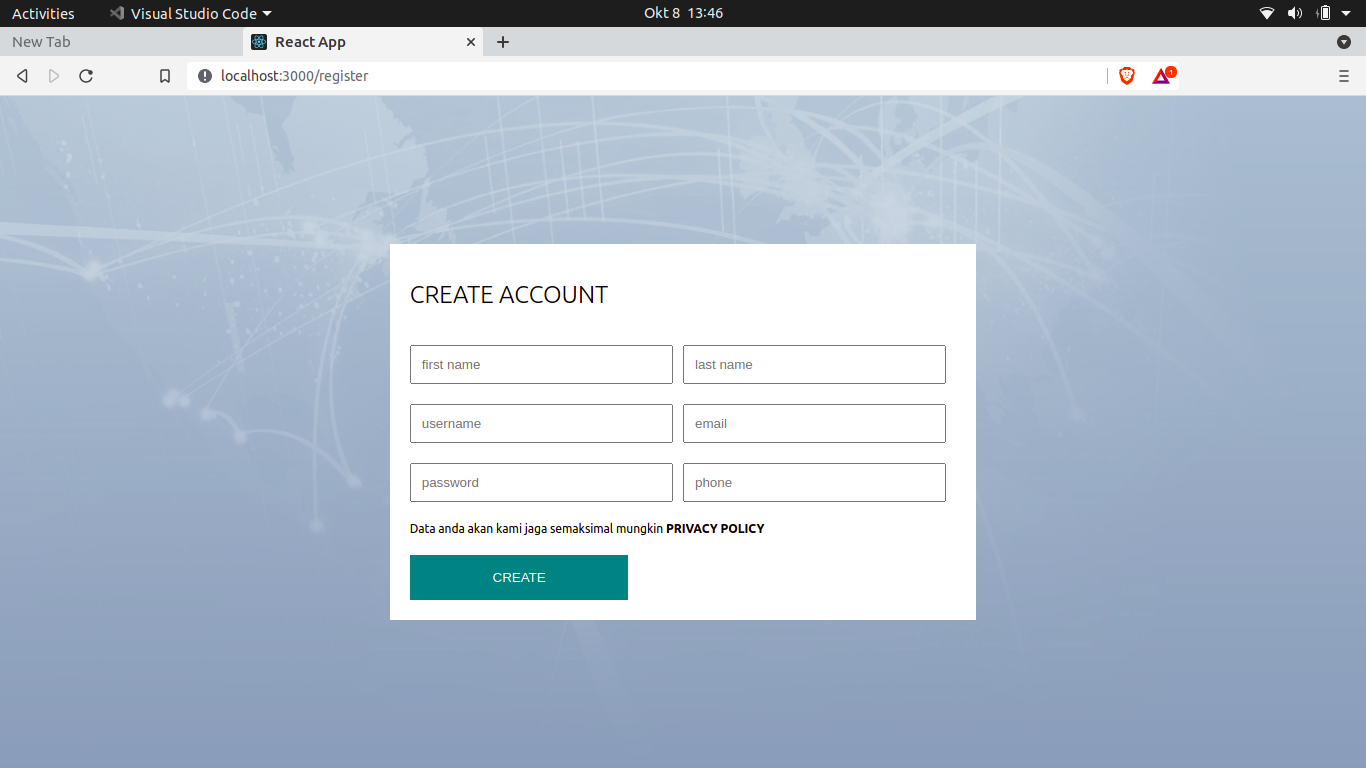 Activities Visual Studio Code Okt 8 13:46
New Tab React App
localhost:3000/register 1
CREATE ACCOUNT
first name last name
username email
password phone
Data anda akan kami jaga semaksimal mungkin PRIVACY POLICY
CREATE